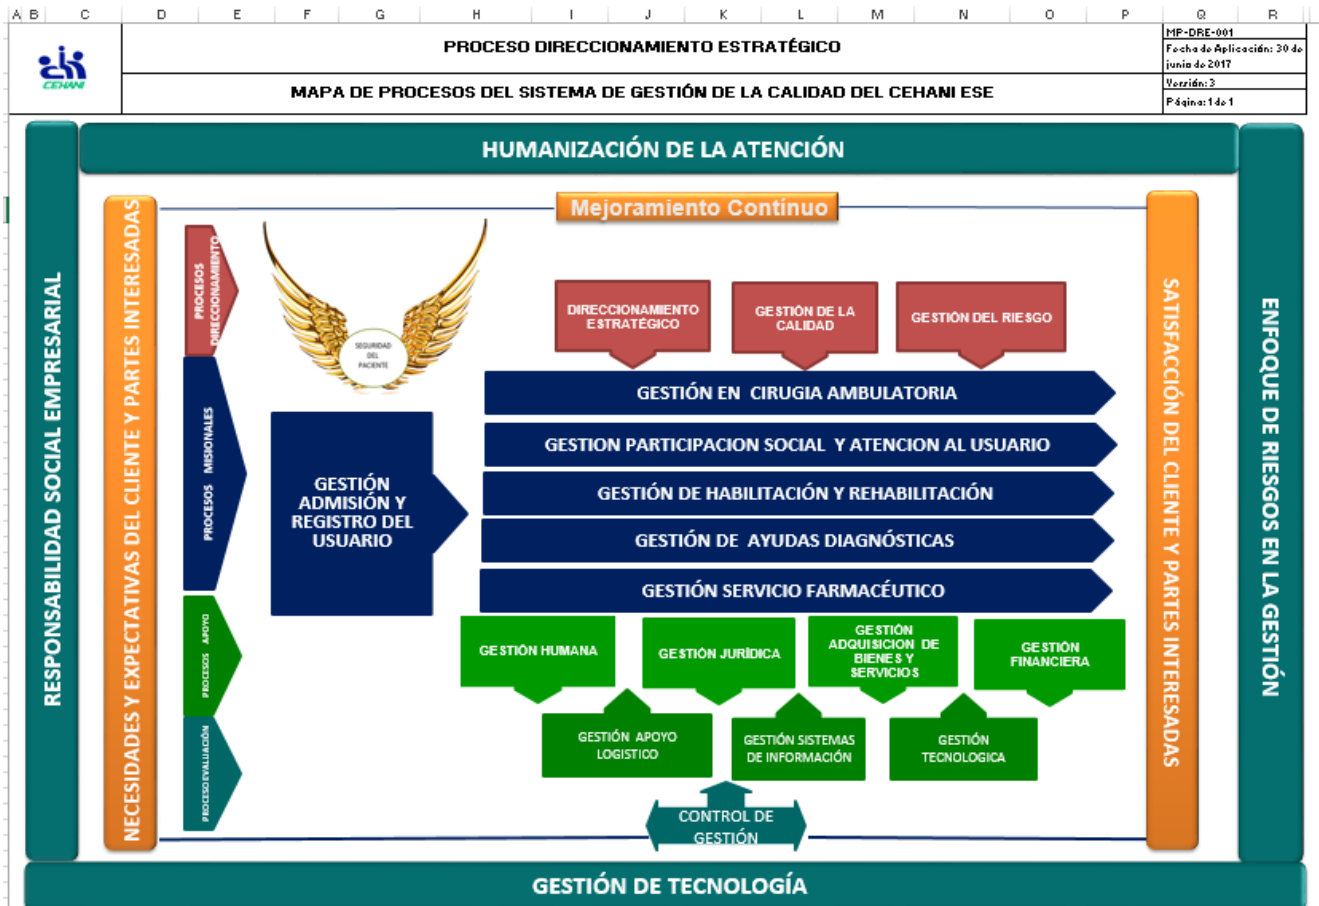 A B C D E F G H I J K L M N O P Q R
CEHANI
PROCESO DIRECCIONAMIENTO ESTRATÉGICO
MAPA DE PROCESOS DEL SISTEMA DE GESTIÓN DE LA CALIDAD DEL CEHANI ESE
MP-DRE-001
Fecha de Aplicación: 30 de
junio de 2017
Versión: 3
Página: 1 de 1
HUMANIZACIÓN DE LA ATENCIÓN
RESPONSABILIDAD SOCIAL EMPRESARIAL
NECESIDADES Y EXPECTATIVAS DEL CLIENTE Y PARTES INTERESADAS
Mejoramiento Contínuo
PROCESOS
DIRECCIONAMIENTO
SEGURIDAD
DEL
PACIENTE
DIRECCIONAMIENTO
ESTRATÉGICO
GESTIÓN DE LA
CALIDAD
GESTIÓN DEL RIESGO
PROCESOS MISIONALES
GESTIÓN
ADMISIÓN Y
REGISTRO DEL
USUARIO
GESTIÓN EN CIRUGIA AMBULATORIA
GESTION PARTICIPACION SOCIAL Y ATENCION AL USUARIO
GESTIÓN DE HABILITACIÓN Y REHABILITACIÓN
GESTIÓN DE AYUDAS DIAGNÓSTICAS
GESTIÓN SERVICIO FARMACÉUTICO
PROCESOS APOYO
GESTIÓN HUMANA
GESTIÓN JURÍDICA
GESTIÓN
ADQUISICION DE
BIENES Y
SERVICIOS
GESTIÓN
FINANCIERA
GESTIÓN APOYO
LOGISTICO
GESTIÓN SISTEMAS
DE INFORMACIÓN
GESTIÓN
TECNOLOGICA
PROCESO EVALUACIÓN
CONTROL DE
GESTIÓN
SATISFACCIÓN DEL CLIENTE Y PARTES INTERESADAS
ENFOQUE DE RIESGOS EN LA GESTIÓN
GESTIÓN DE TECNOLOGÍA